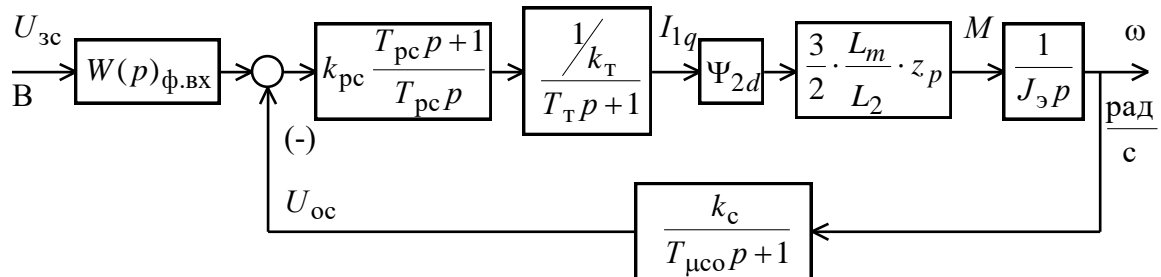 U_зс
В
W(p)_ф.вх
k_рс (T_рс p + 1) / (T_рс p)
(1/k_т) / (T_т p + 1)
I_1q
Ψ_2d
3/2 · L_m/L_2 · z_p
M
1 / (J_э p)
ω
рад/с
(-)
U_ос
k_с / (T_μсо p + 1)